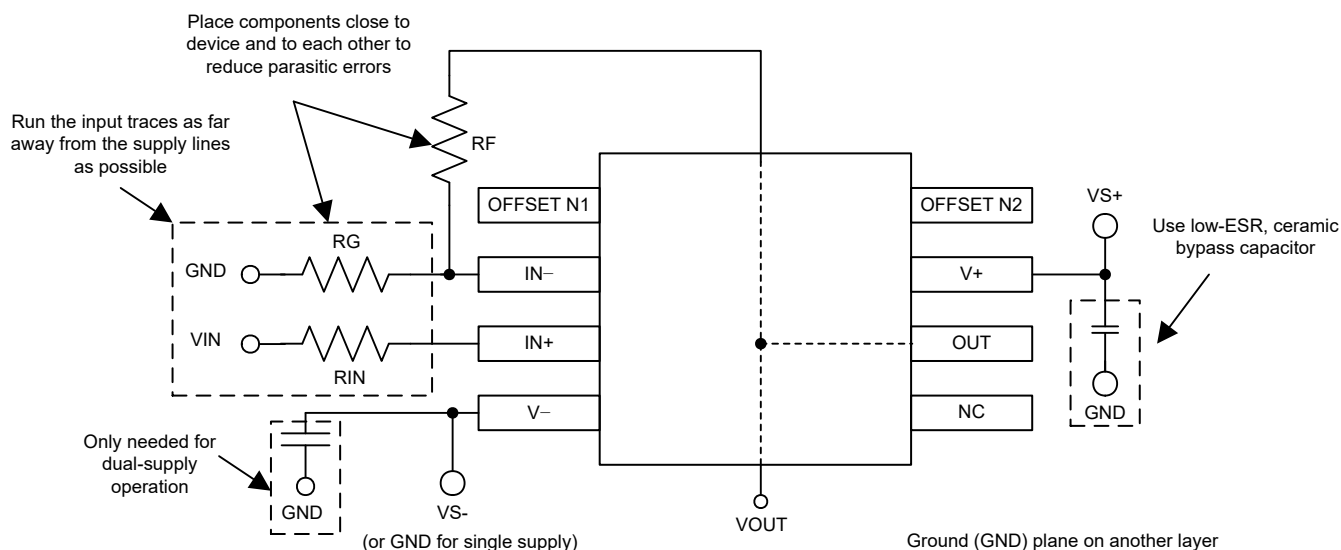 Place components close to
device and to each other to
reduce parasitic errors
Run the input traces as far
away from the supply lines
as possible
RF
OFFSET N1
OFFSET N2
VS+
Use low-ESR, ceramic
bypass capacitor
RG
GND
IN−
V+
VIN
IN+
OUT
RIN
V−
NC
GND
Only needed for
dual-supply
operation
GND
VS-
(or GND for single supply)
VOUT
Ground (GND) plane on another layer